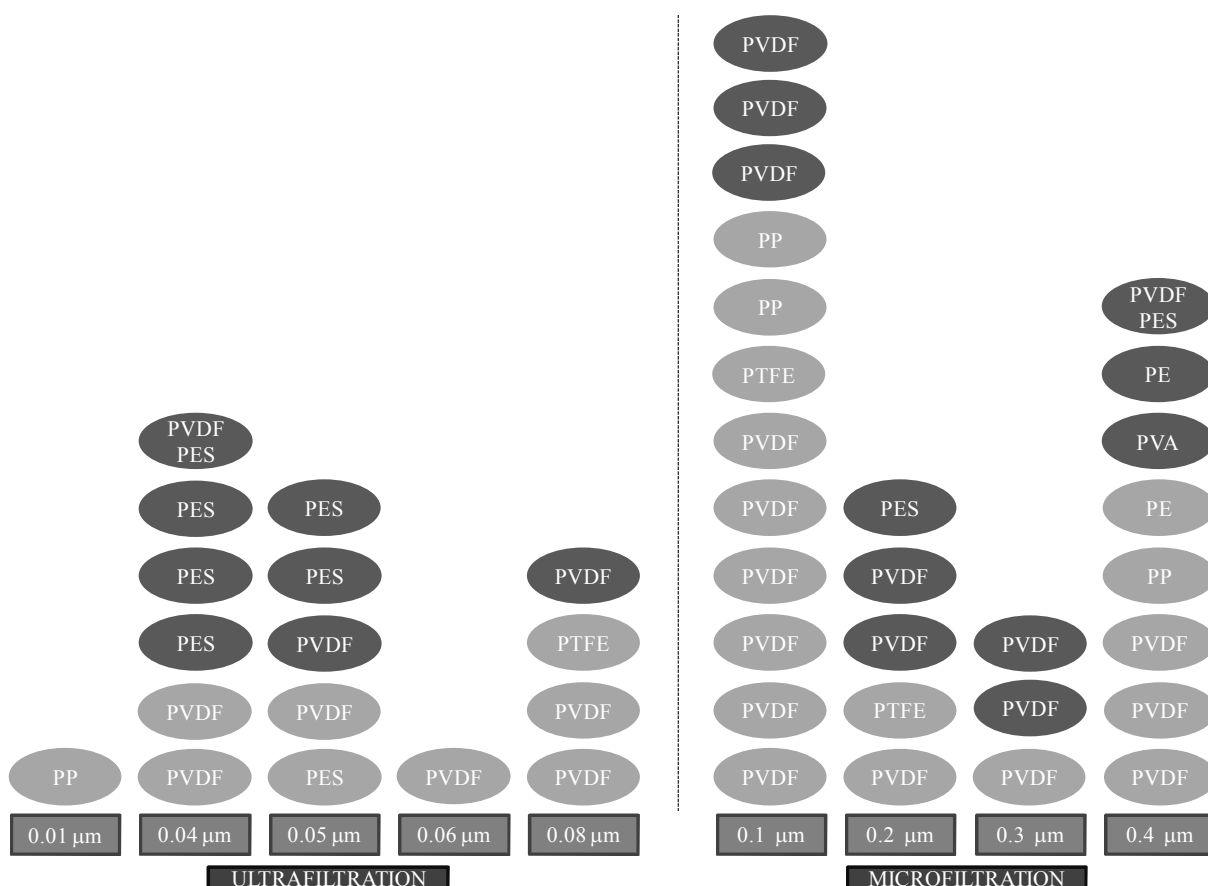 PVDF
PVDF
PVDF
PP
PVDF
PP
PES
PTFE
PE
PVDF
PES
PVDF
PVA
PES
PES
PVDF
PES
PE
PES
PES
PVDF
PVDF
PVDF
PP
PES
PVDF
PTFE
PVDF
PVDF
PVDF
PVDF
PVDF
PVDF
PVDF
PVDF
PTFE
PVDF
PVDF
PP
PVDF
PES
PVDF
PVDF
PVDF
PVDF
PVDF
PVDF
0.01 µm
0.04 µm
0.05 µm
0.06 µm
0.08 µm
0.1 µm
0.2 µm
0.3 µm
0.4 µm
ULTRAFILTRATION
MICROFILTRATION